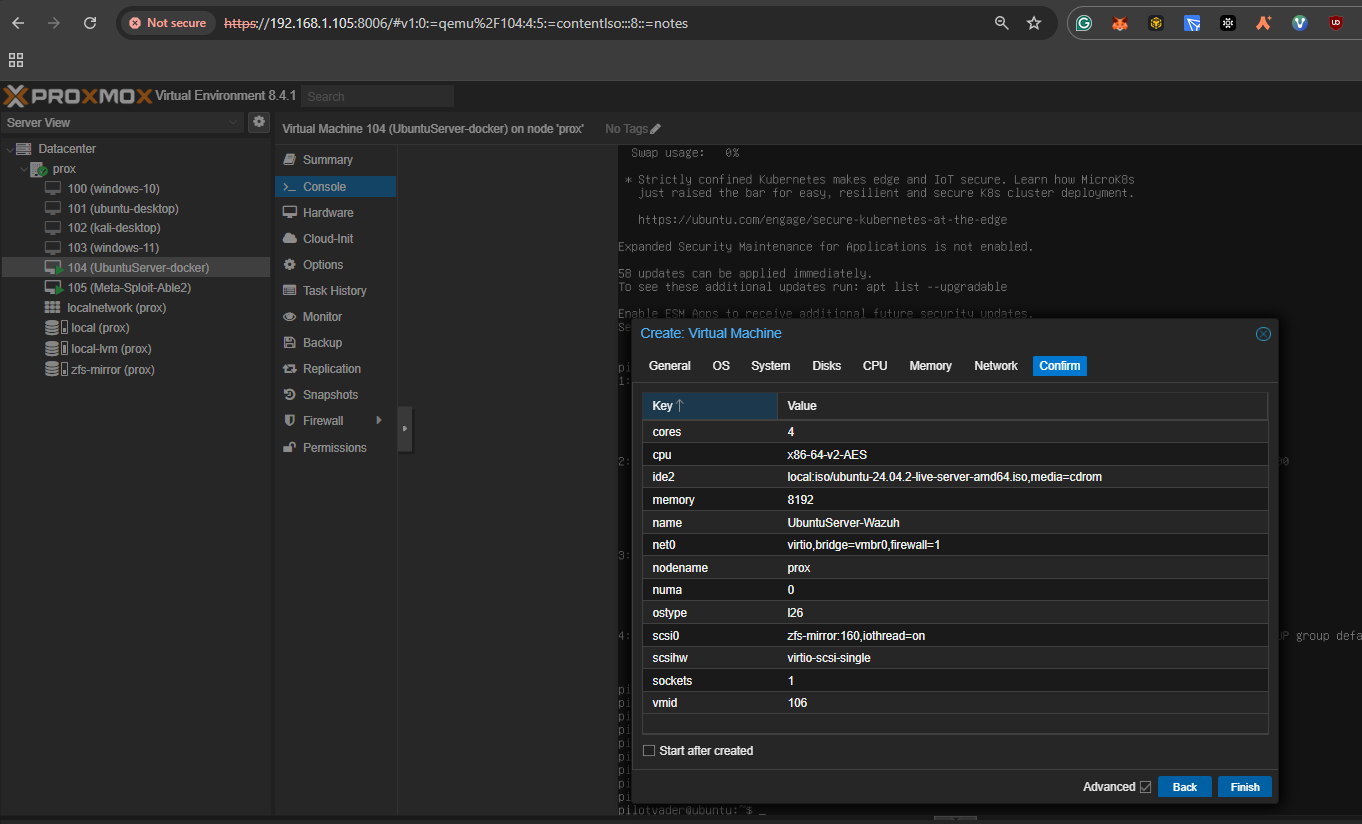 Not secure
https://192.168.1.105:8006/#v1:0:=qemu%2F104:4:5:=contentIso:::8::=notes
PROXMOX Virtual Environment 8.4.1
Search
Server View
Virtual Machine 104 (UbuntuServer-docker) on node 'prox'
No Tags
Datacenter
prox
100 (windows-10)
101 (ubuntu-desktop)
102 (kali-desktop)
103 (windows-11)
104 (UbuntuServer-docker)
105 (Meta-Sploit-Able2)
localnetwork (prox)
local (prox)
local-lvm (prox)
zfs-mirror (prox)
Summary
Console
Hardware
Cloud-Init
Options
Task History
Monitor
Backup
Replication
Snapshots
Firewall
Permissions
Swap usage: 0%
* Strictly confined Kubernetes makes edge and IoT secure. Learn how MicroK8s
just raised the bar for easy, resilient and secure K8s cluster deployment.
https://ubuntu.com/engage/secure-kubernetes-at-the-edge
Expanded Security Maintenance for Applications is not enabled.
58 updates can be applied immediately.
To see these additional updates run: apt list --upgradable
Enable ESM Apps to receive additional future security updates.
1:
2:
3:
4:
UP group defa
pilotvader@ubuntu:~$ _
Create: Virtual Machine
General
OS
System
Disks
CPU
Memory
Network
Confirm
Key Value
cores 4
cpu x86-64-v2-AES
ide2 local:iso/ubuntu-24.04.2-live-server-amd64.iso,media=cdrom
memory 8192
name UbuntuServer-Wazuh
net0 virtio,bridge=vmbr0,firewall=1
nodename prox
numa 0
ostype l26
scsi0 zfs-mirror:160,iothread=on
scsihw virtio-scsi-single
sockets 1
vmid 106
Start after created
Advanced
Back
Finish